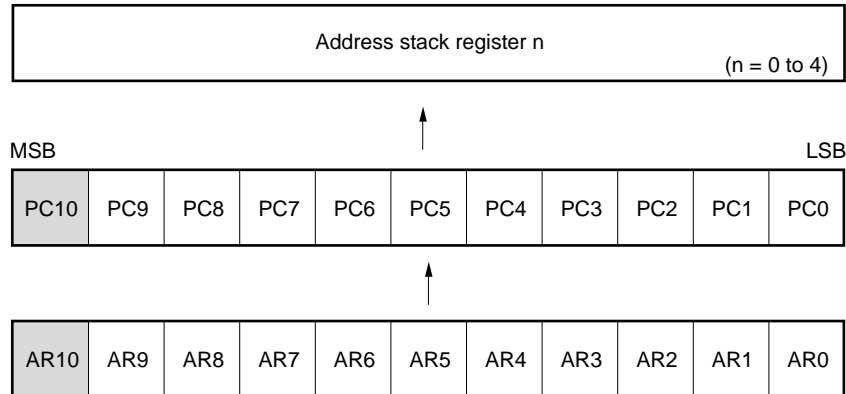 Address stack register n
(n = 0 to 4)
MSB LSB
PC10 PC9 PC8 PC7 PC6 PC5 PC4 PC3 PC2 PC1 PC0
AR10 AR9 AR8 AR7 AR6 AR5 AR4 AR3 AR2 AR1 AR0